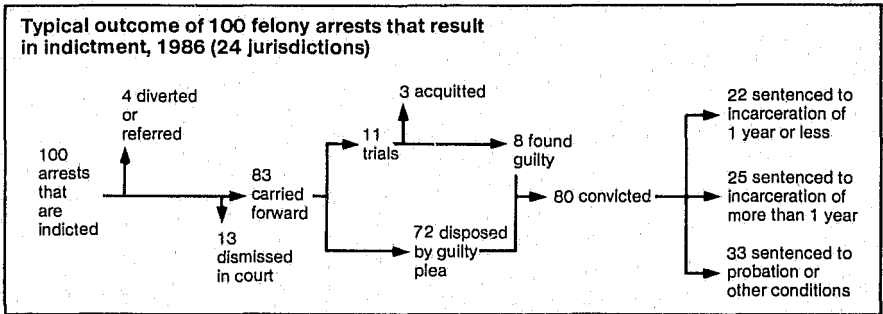 Typical outcome of 100 felony arrests that result
in indictment, 1986 (24 jurisdictions)
100
arrests
that
are
indicted
4 diverted
or
referred
13
dismissed
in court
83
carried
forward
11
trials
3 acquitted
8 found
guilty
72 disposed
by guilty
plea
80 convicted
22 sentenced to
incarceration of
1 year or less
25 sentenced to
incarceration of
more than 1 year
33 sentenced to
probation or
other conditions